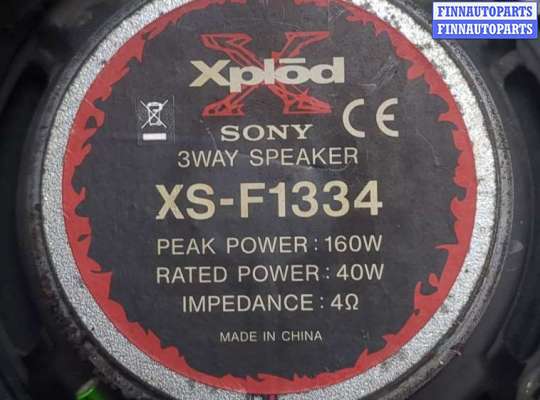 FINNAUTOPARTS
FINNAUTOPARTS
X
Xplōd
SONY
CE
3WAY SPEAKER
XS-F1334
PEAK POWER : 160W
RATED POWER : 40W
IMPEDANCE : 4Ω
MADE IN CHINA